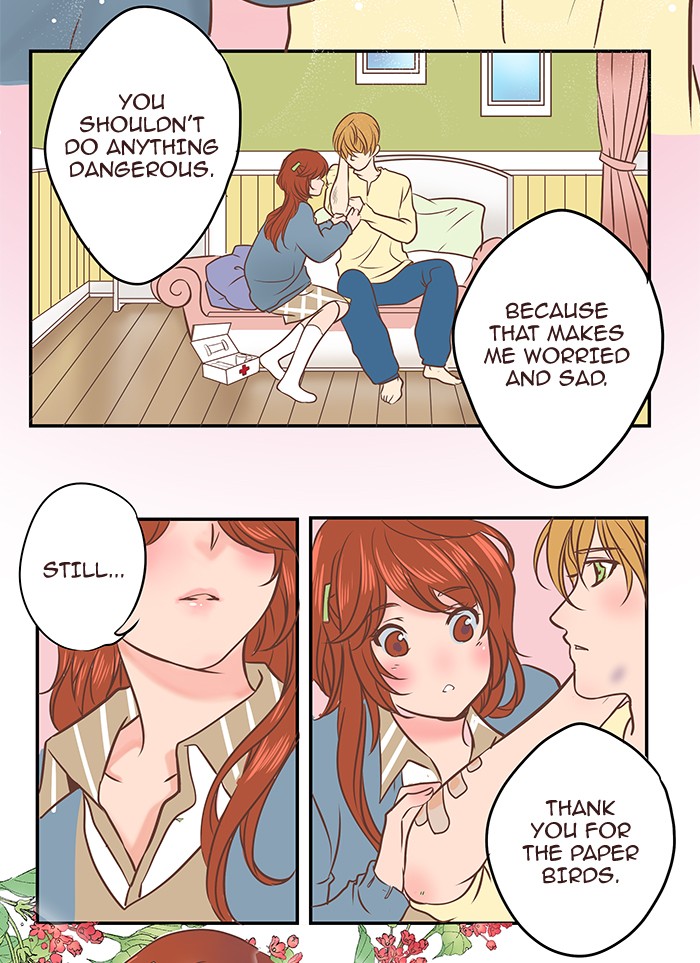 YOU
SHOULDN'T
DO ANYTHING
DANGEROUS.
BECAUSE
THAT MAKES
ME WORRIED
AND SAD.
STILL...
THANK
YOU FOR
THE PAPER
BIRDS.